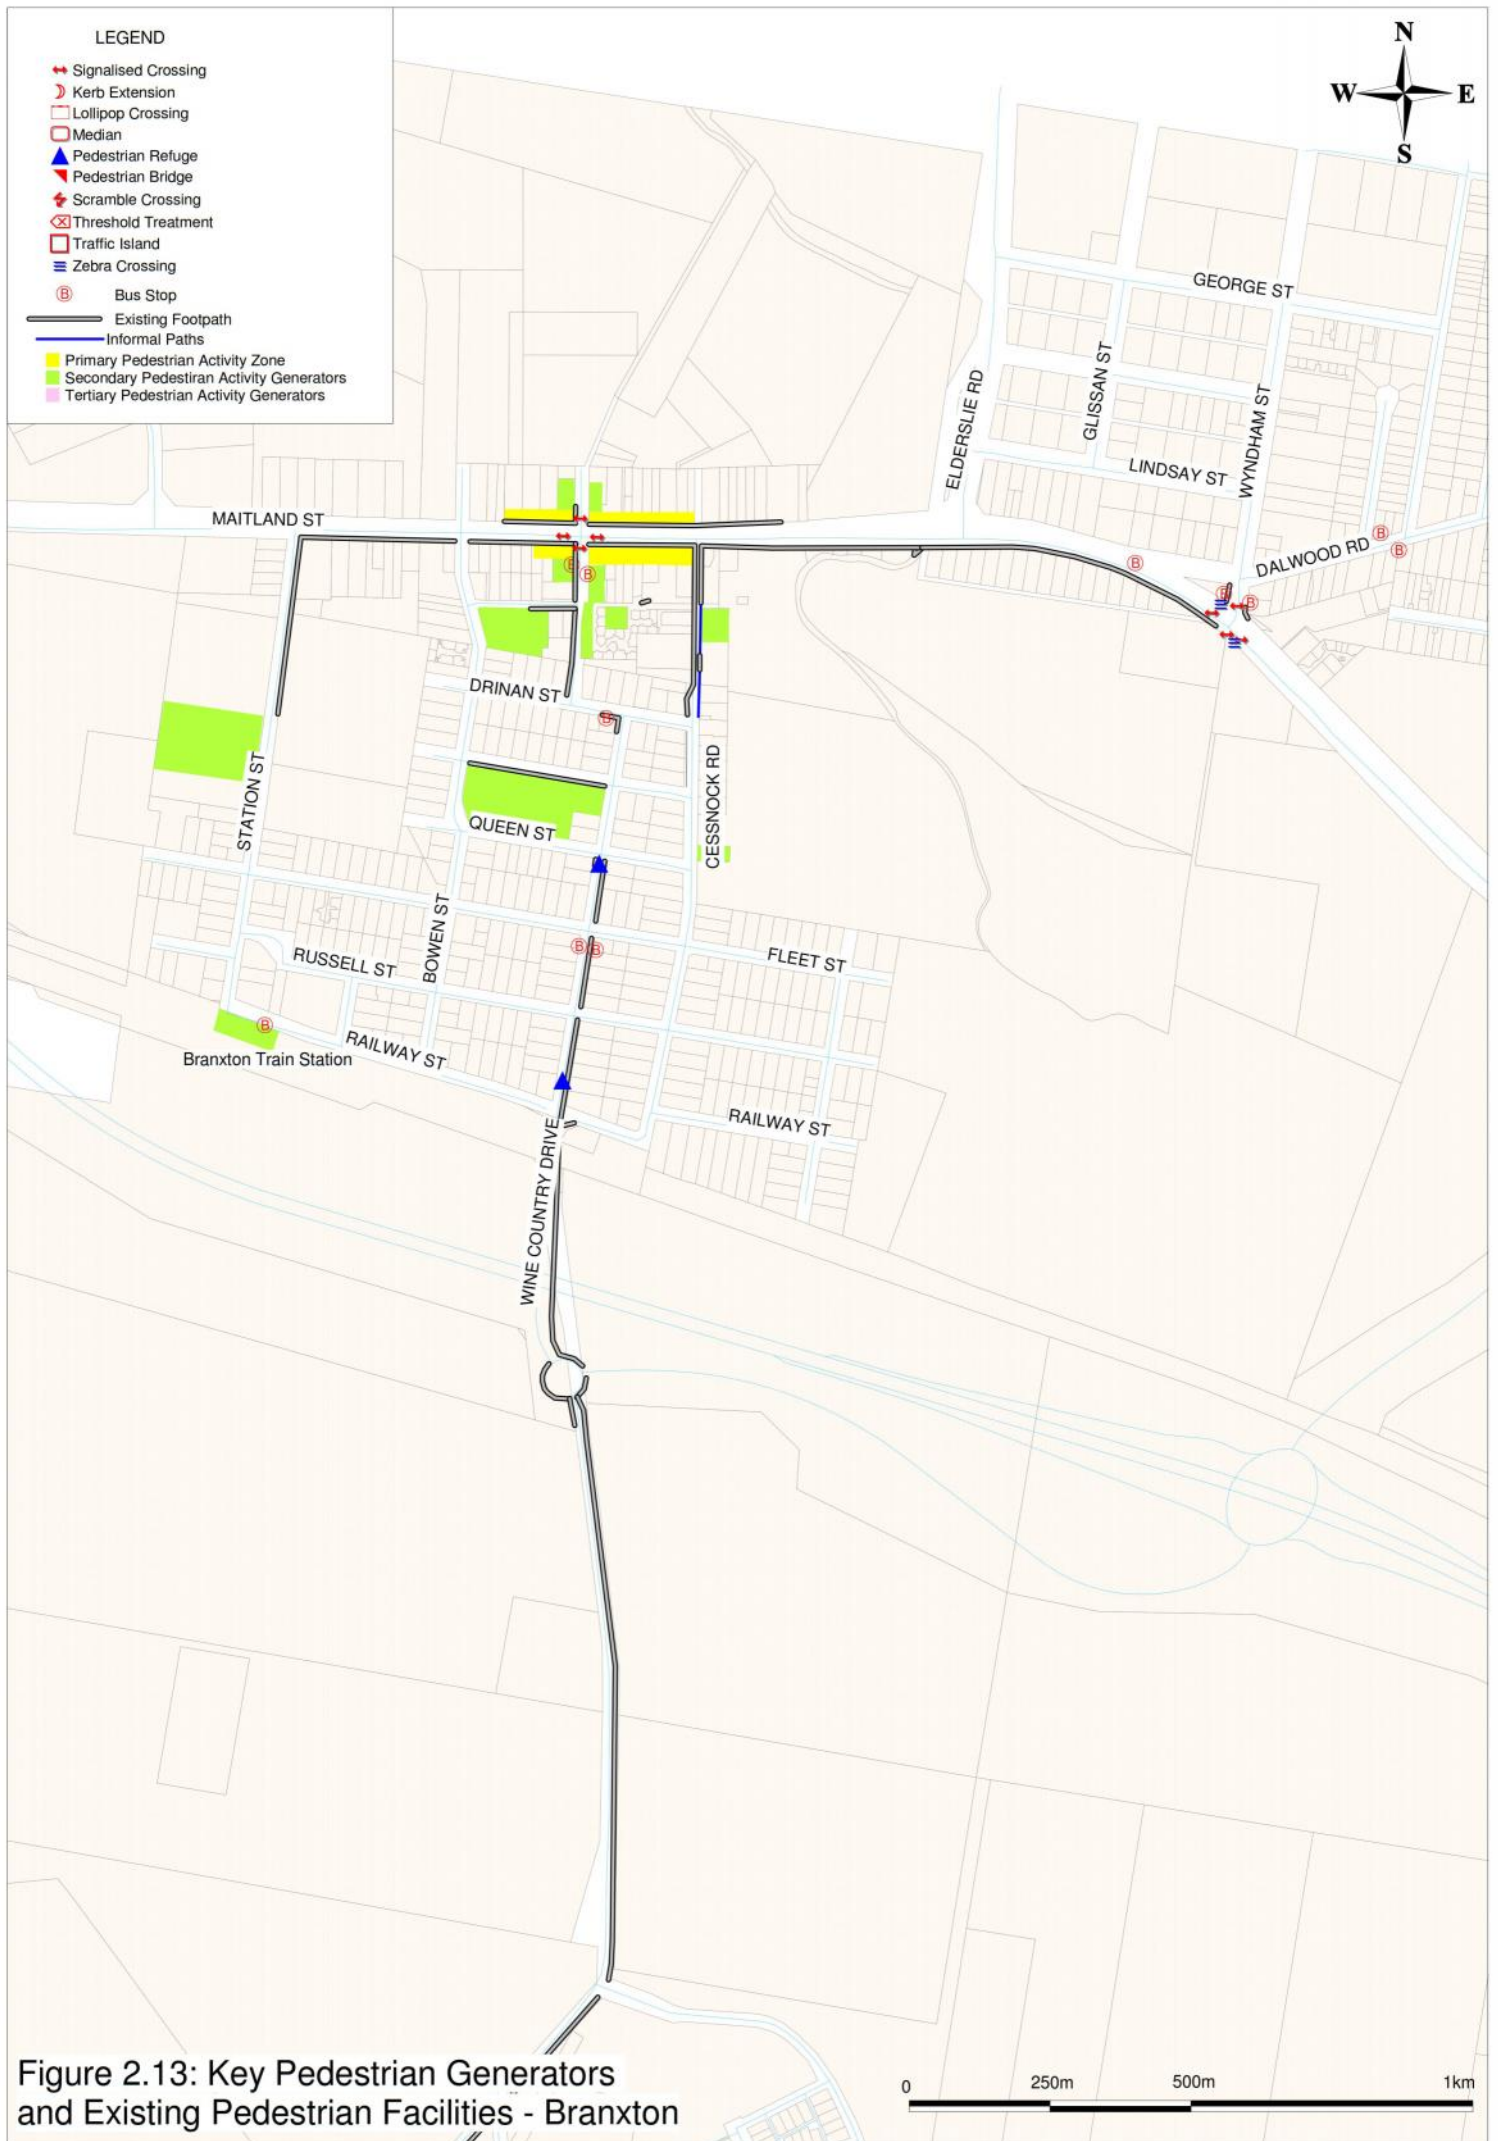 LEGEND
Signalised Crossing
Kerb Extension
Lollipop Crossing
Median
Pedestrian Refuge
Pedestrian Bridge
Scramble Crossing
Threshold Treatment
Traffic Island
Zebra Crossing
B Bus Stop
Existing Footpath
Informal Paths
Primary Pedestrian Activity Zone
Secondary Pedestiran Activity Generators
Tertiary Pedestrian Activity Generators
N
W E
S
GEORGE ST
GLISSAN ST
ELDERSLIE RD
WYNDHAM ST
LINDSAY ST
MAITLAND ST
DALWOOD RD
B
B
B
B
B
B
B
DRINAN ST
B
STATION ST
CESSNOCK RD
QUEEN ST
BOWEN ST
B B
FLEET ST
RUSSELL ST
B
RAILWAY ST
Branxton Train Station
RAILWAY ST
WINE COUNTRY DRIVE
Figure 2.13: Key Pedestrian Generators
and Existing Pedestrian Facilities - Branxton
0 250m 500m 1km